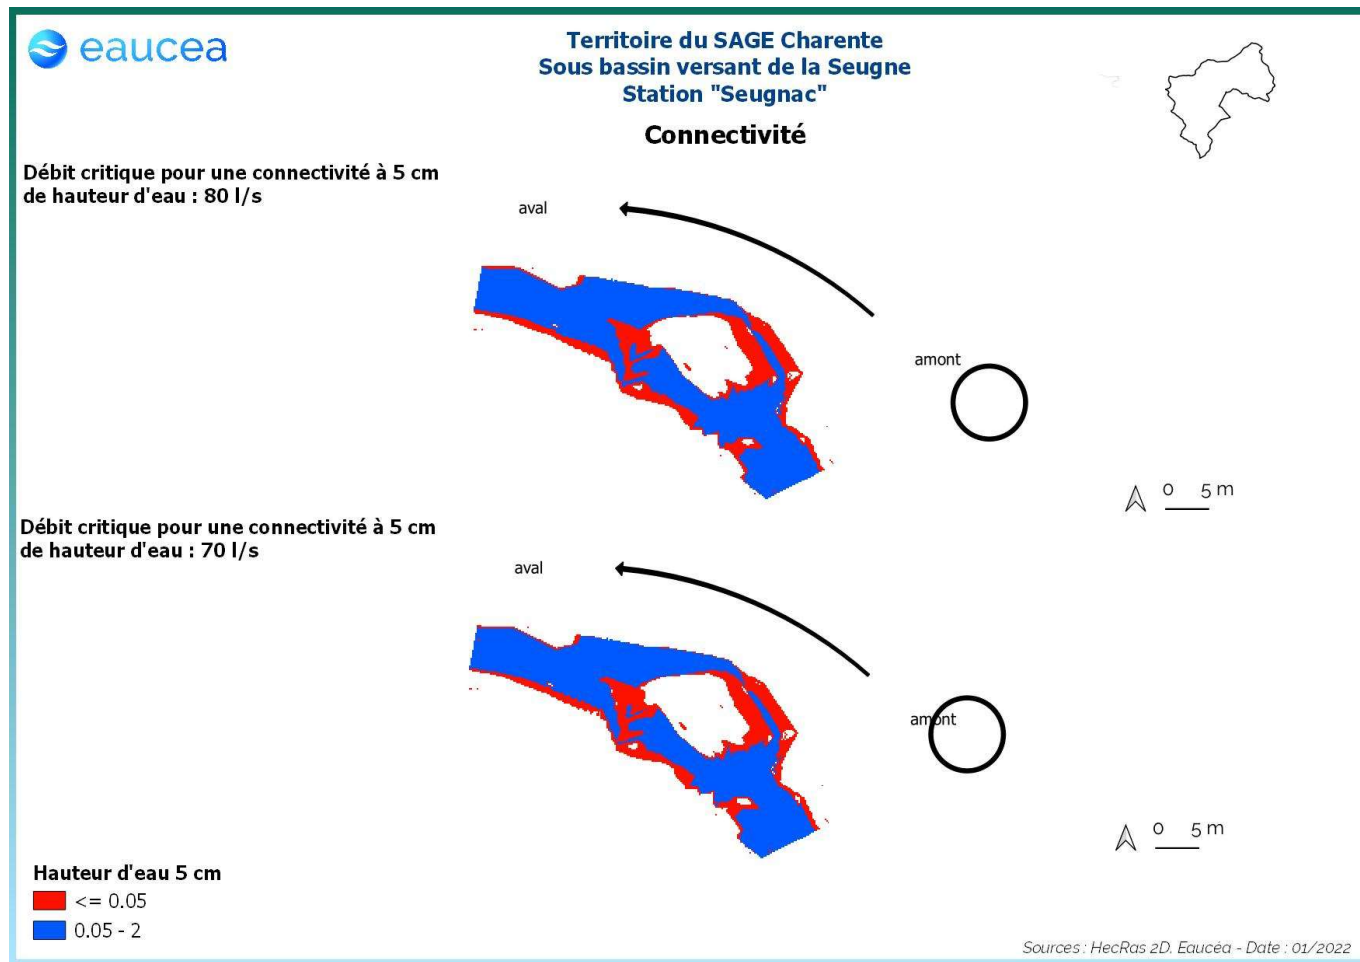 eaucea
Territoire du SAGE Charente
Sous bassin versant de la Seugne
Station "Seugnac"
Connectivité
Débit critique pour une connectivité à 5 cm
de hauteur d'eau : 80 l/s
aval
amont
0 5 m
Débit critique pour une connectivité à 5 cm
de hauteur d'eau : 70 l/s
aval
amont
0 5 m
Hauteur d'eau 5 cm
<= 0.05
0.05 - 2
Sources : HecRas 2D, Eaucéa - Date : 01/2022